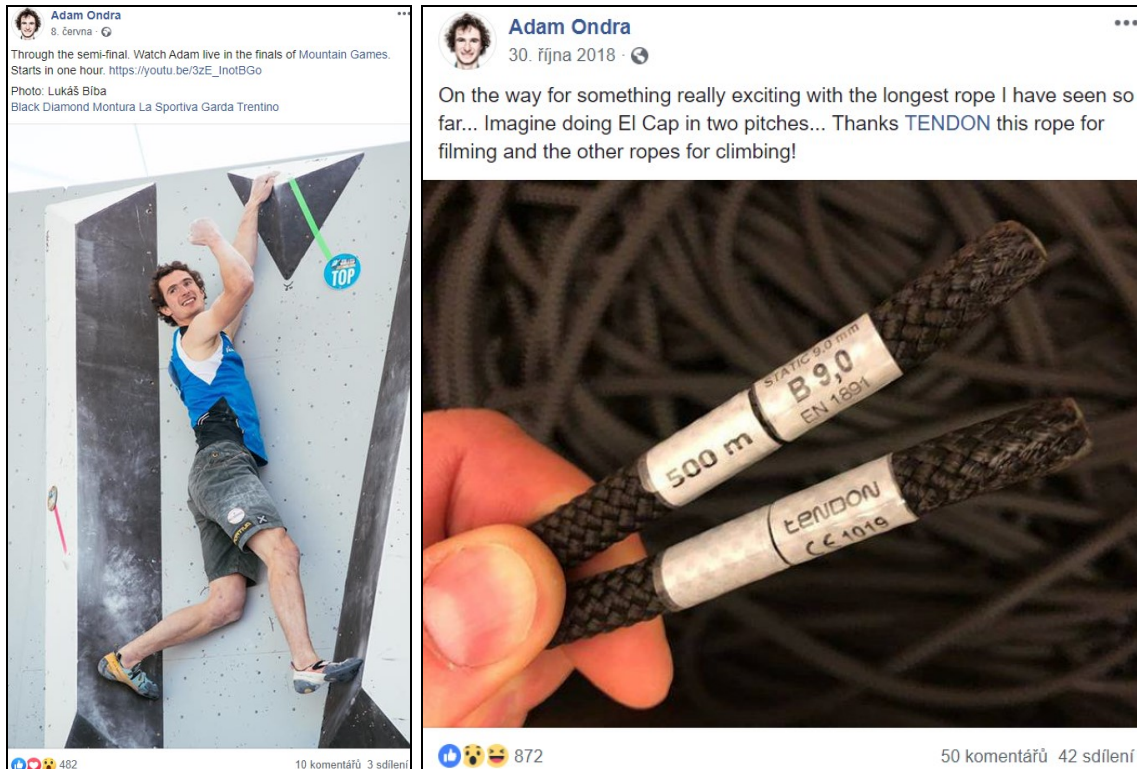 Adam Ondra
8. června
Through the semi-final. Watch Adam live in the finals of Mountain Games.
Starts in one hour. https://youtu.be/3zE_InotBGo
Photo: Lukáš Bíba
Black Diamond Montura La Sportiva Garda Trentino
TOP
482
10 komentářů 3 sdílení
Adam Ondra
30. října 2018
On the way for something really exciting with the longest rope I have seen so
far... Imagine doing El Cap in two pitches... Thanks TENDON this rope for
filming and the other ropes for climbing!
STATIC 9.0 mm
B 9,0
EN 1891
500 m
tENDON
CE 1019
872
50 komentářů 42 sdílení